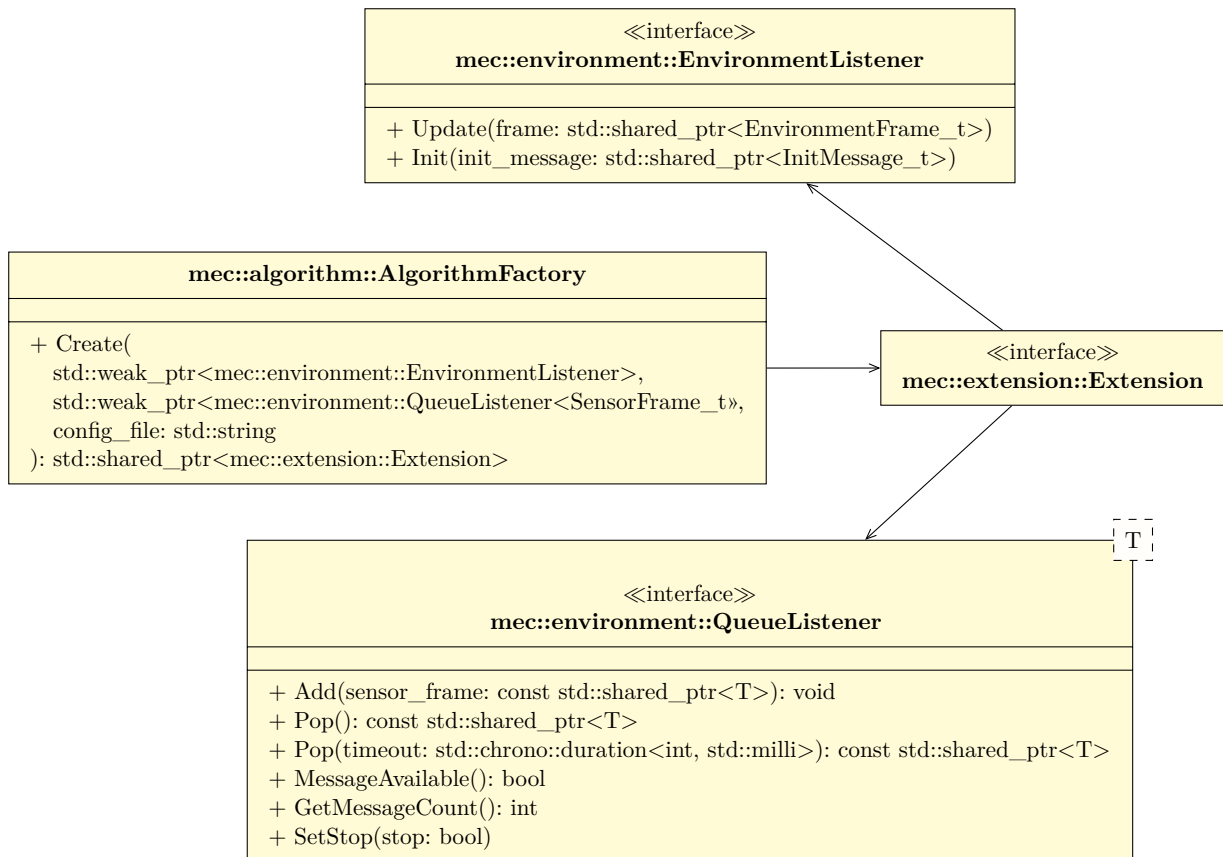 ≪interface≫
mec::environment::EnvironmentListener
+ Update(frame: std::shared_ptr<EnvironmentFrame_t>)
+ Init(init_message: std::shared_ptr<InitMessage_t>)
mec::algorithm::AlgorithmFactory
+ Create(
std::weak_ptr<mec::environment::EnvironmentListener>,
std::weak_ptr<mec::environment::QueueListener<SensorFrame_t»,
config_file: std::string
): std::shared_ptr<mec::extension::Extension>
≪interface≫
mec::extension::Extension
T
≪interface≫
mec::environment::QueueListener
+ Add(sensor_frame: const std::shared_ptr<T>): void
+ Pop(): const std::shared_ptr<T>
+ Pop(timeout: std::chrono::duration<int, std::milli>): const std::shared_ptr<T>
+ MessageAvailable(): bool
+ GetMessageCount(): int
+ SetStop(stop: bool)